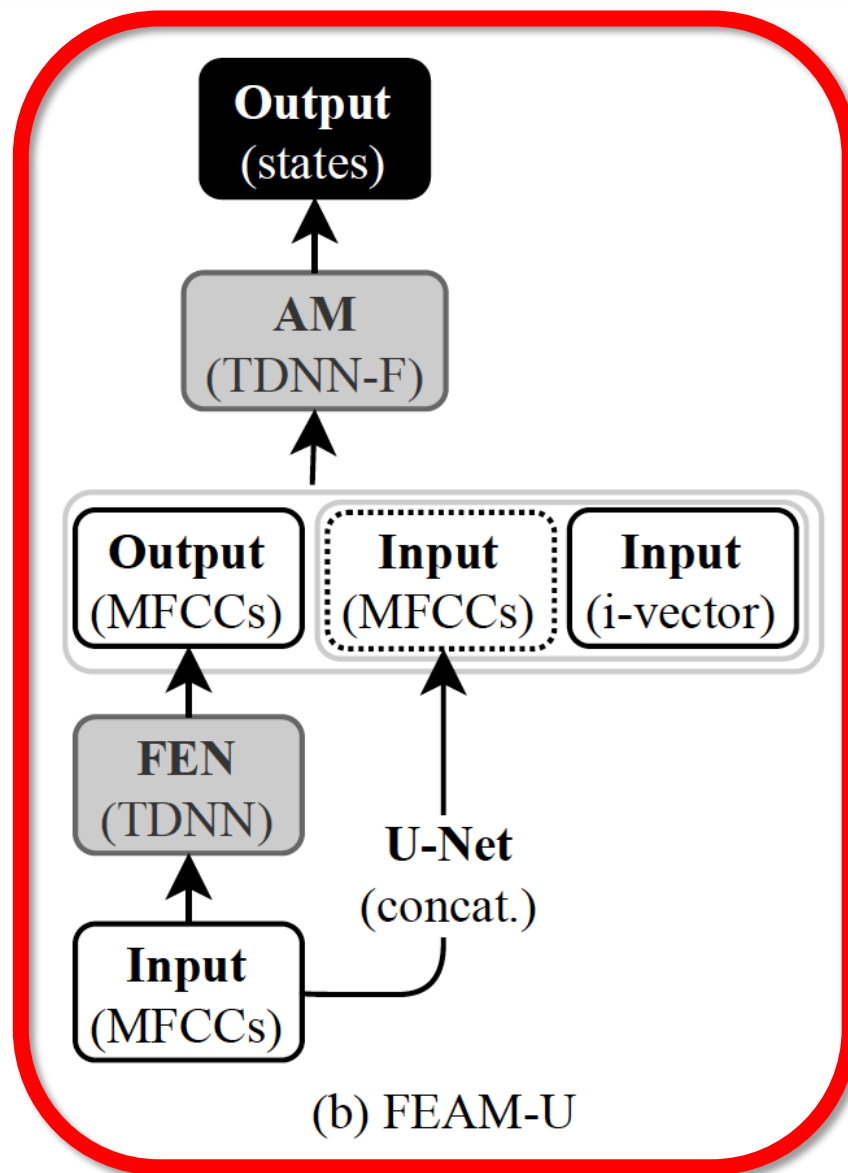 Output
(states)
AM
(TDNN-F)
Output
(MFCCs)
Input
(MFCCs)
Input
(i-vector)
FEN
(TDNN)
U-Net
(concat.)
Input
(MFCCs)
(b) FEAM-U